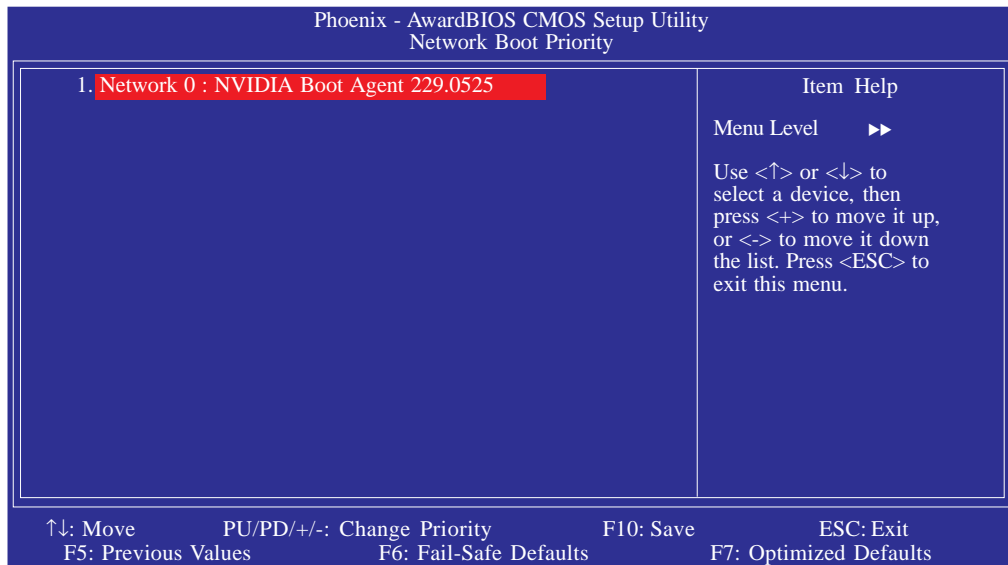 Phoenix - AwardBIOS CMOS Setup Utility
Network Boot Priority
1. Network 0 : NVIDIA Boot Agent 229.0525
Item Help
Menu Level ▶▶
Use <↑> or <↓> to
select a device, then
press <+> to move it up,
or <-> to move it down
the list. Press <ESC> to
exit this menu.
↑↓: Move PU/PD/+/-: Change Priority F10: Save ESC: Exit
F5: Previous Values F6: Fail-Safe Defaults F7: Optimized Defaults